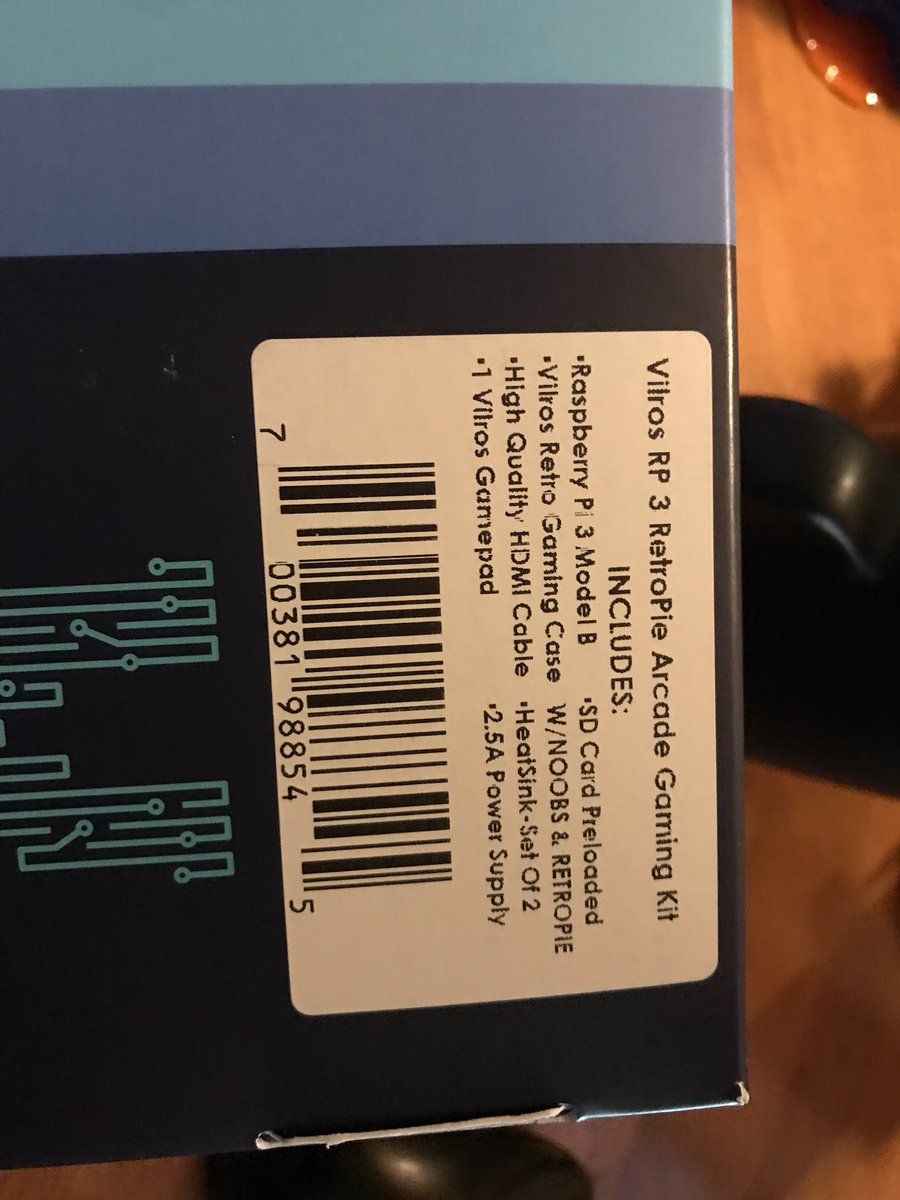 Vilros RP 3 RetroPie Arcade Gaming Kit
INCLUDES:
•Raspberry Pi 3 Model B
•Vilros Retro Gaming Case
•High Quality HDMI Cable
•1 Vilros Gamepad
•SD Card Preloaded
W/NOOBS & RETROPIE
•HeatSink-Set Of 2
•2.5A Power Supply
7 00381 98854 5